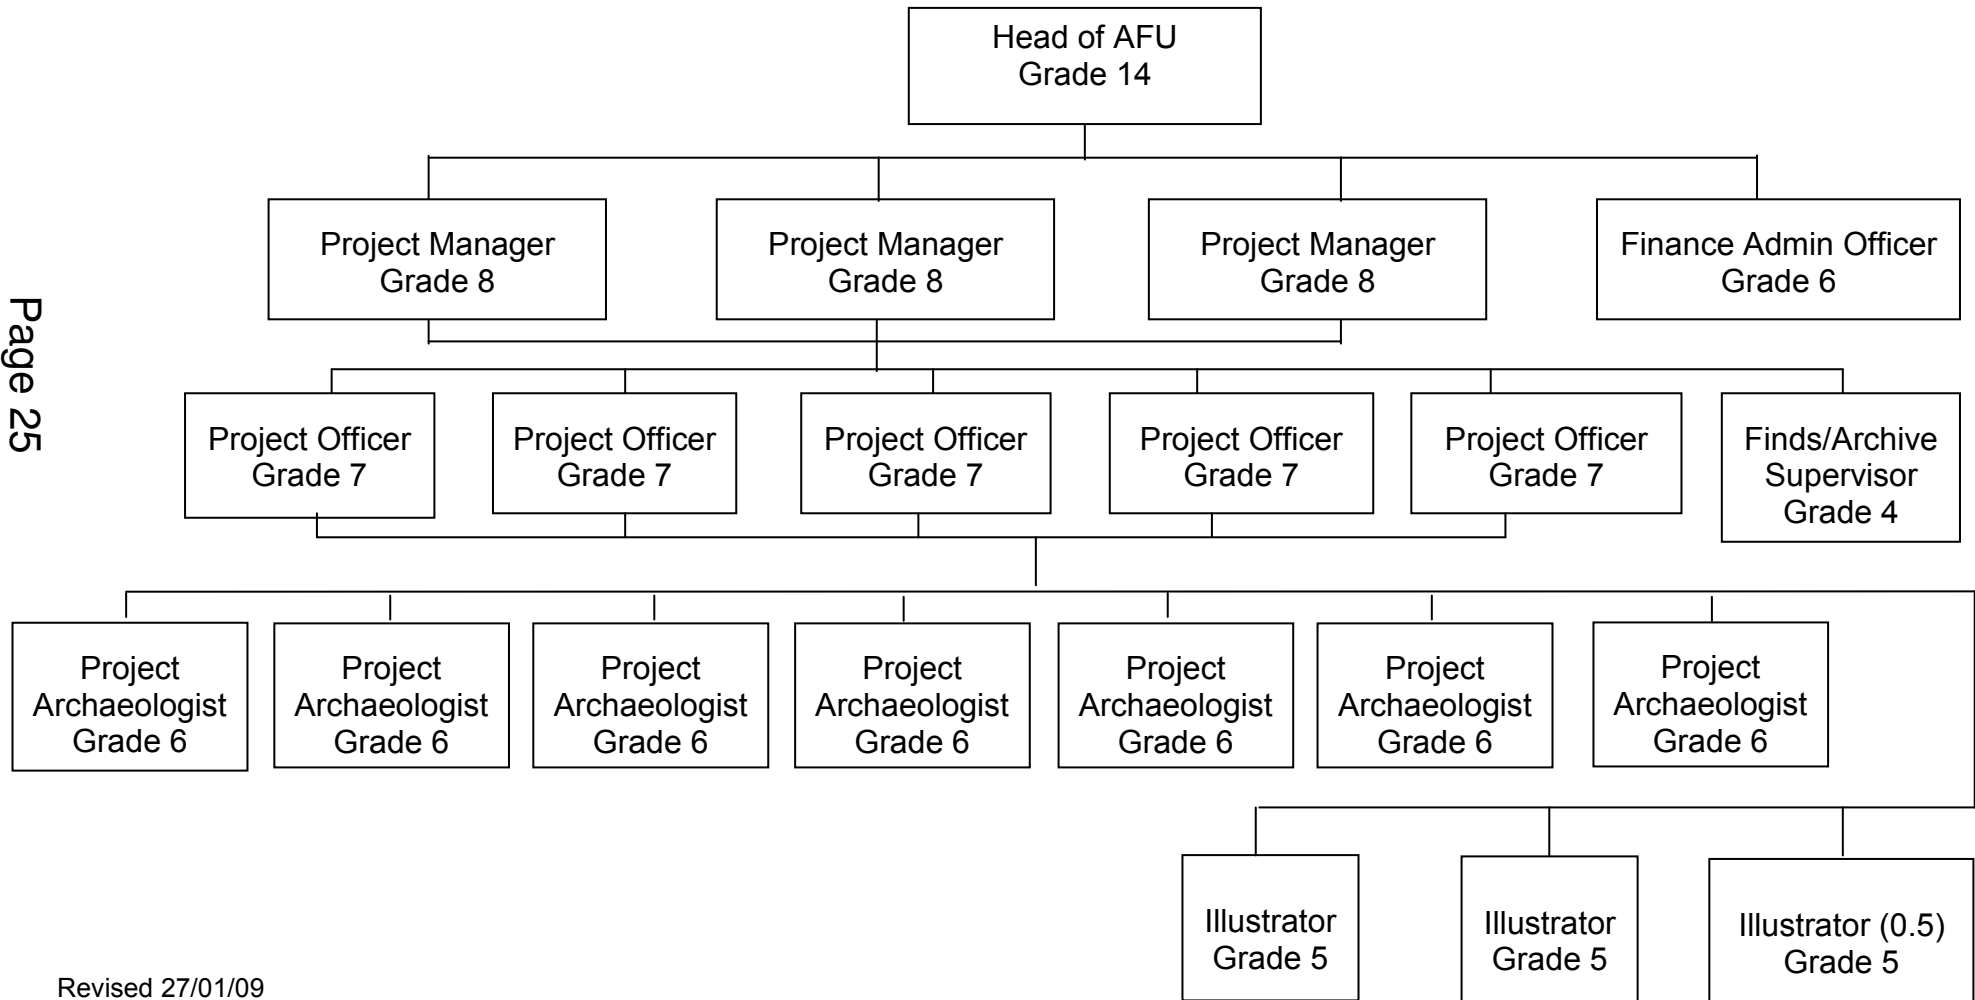 Head of AFU
Grade 14
Project Manager
Grade 8
Project Manager
Grade 8
Project Manager
Grade 8
Finance Admin Officer
Grade 6
Project Officer
Grade 7
Project Officer
Grade 7
Project Officer
Grade 7
Project Officer
Grade 7
Project Officer
Grade 7
Finds/Archive
Supervisor
Grade 4
Project
Archaeologist
Grade 6
Project
Archaeologist
Grade 6
Project
Archaeologist
Grade 6
Project
Archaeologist
Grade 6
Project
Archaeologist
Grade 6
Project
Archaeologist
Grade 6
Project
Archaeologist
Grade 6
Illustrator
Grade 5
Illustrator
Grade 5
Illustrator (0.5)
Grade 5
Revised 27/01/09
Page 25